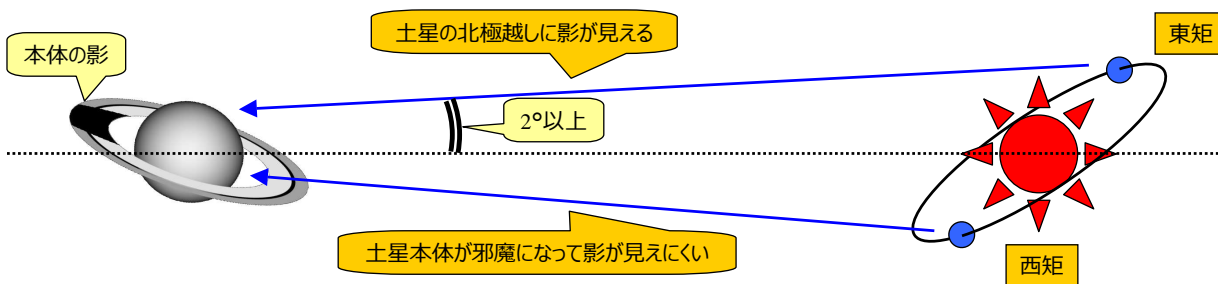 土星の北極越しに影が見える
東矩
本体の影
2°以上
土星本体が邪魔になって影が見えにくい
西矩